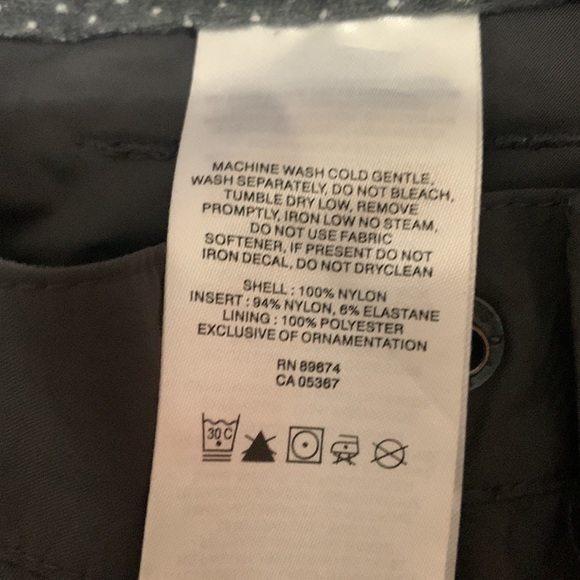 MACHINE WASH COLD GENTLE,
WASH SEPARATELY, DO NOT BLEACH,
TUMBLE DRY LOW, REMOVE
PROMPTLY, IRON LOW NO STEAM,
DO NOT USE FABRIC
SOFTENER, IF PRESENT DO NOT
IRON DECAL, DO NOT DRYCLEAN
SHELL : 100% NYLON
INSERT : 94% NYLON, 6% ELASTANE
LINING : 100% POLYESTER
EXCLUSIVE OF ORNAMENTATION
RN 89874
CA 05367
30 C